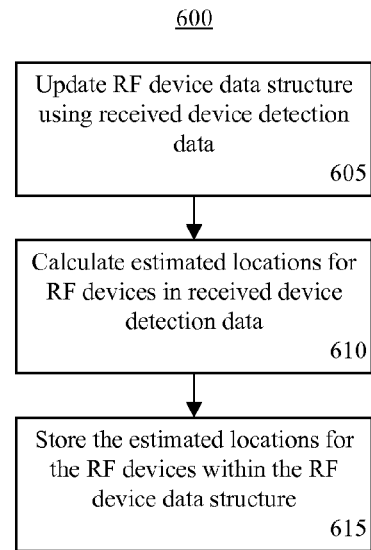 600
Update RF device data structure
using received device detection
data
605
Calculate estimated locations for
RF devices in received device
detection data
610
Store the estimated locations for
the RF devices within the RF
device data structure
615